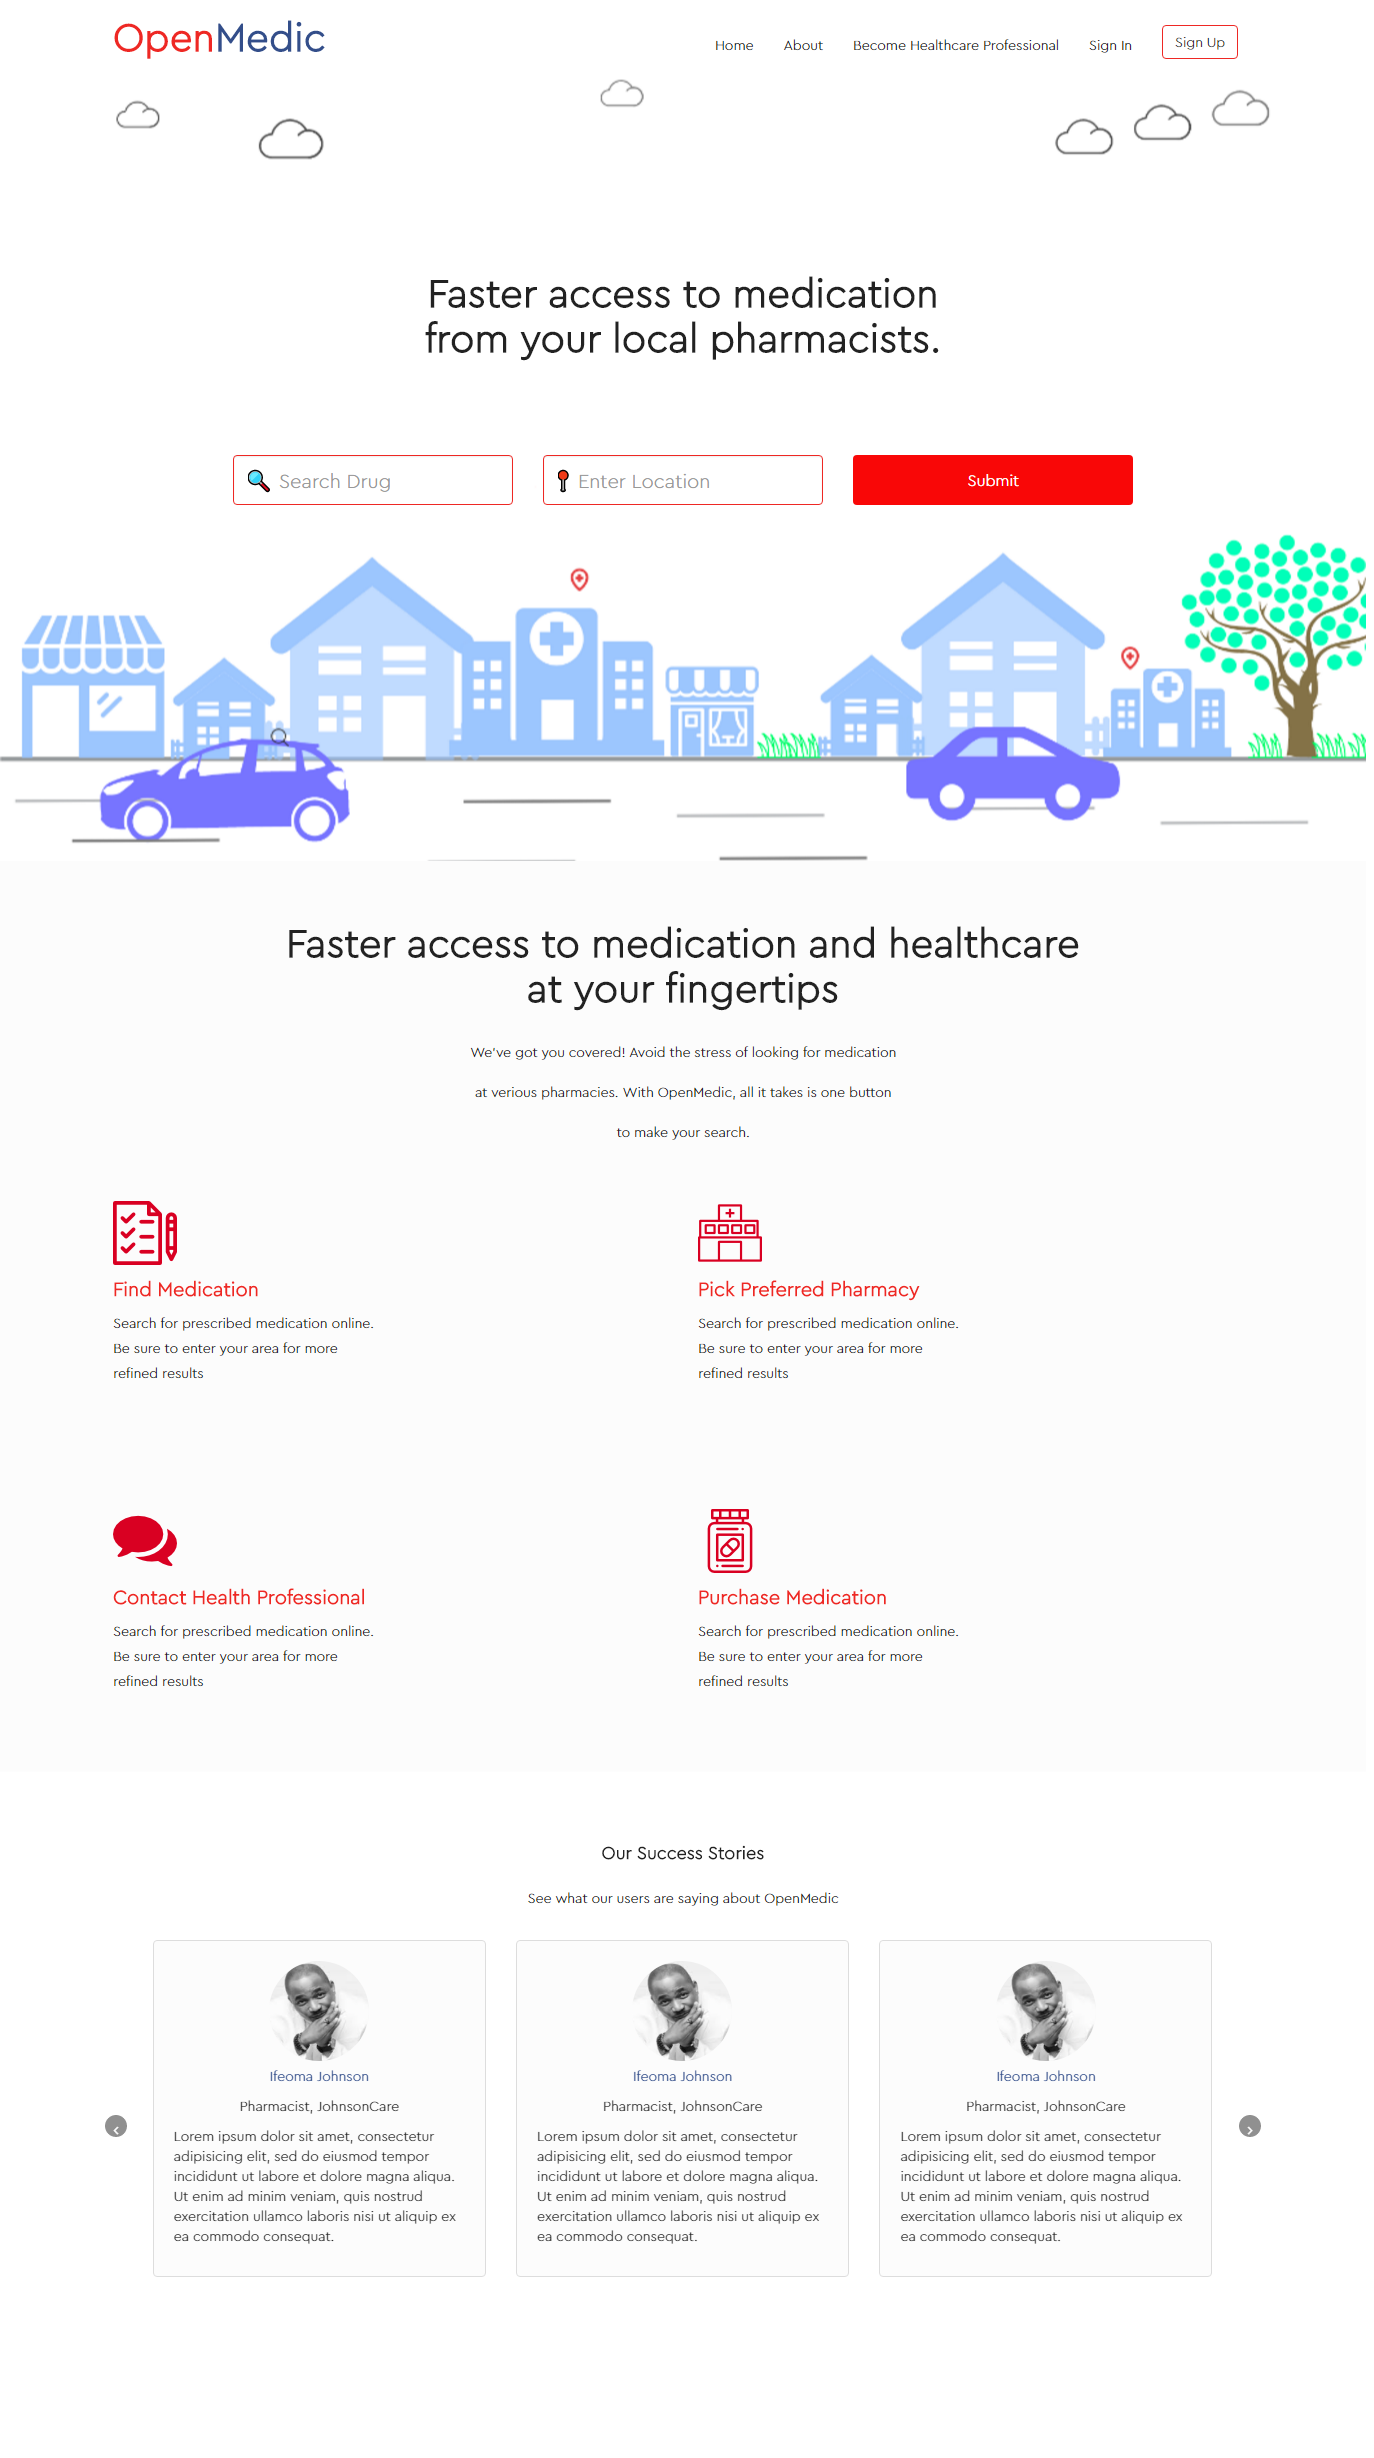 OpenMedic
Home About Become Healthcare Professional Sign In Sign Up
Faster access to medication
from your local pharmacists.
Search Drug Enter Location Submit
Faster access to medication and healthcare
at your fingertips
We've got you covered! Avoid the stress of looking for medication
at verious pharmacies. With OpenMedic, all it takes is one button
to make your search.
Find Medication
Search for prescribed medication online.
Be sure to enter your area for more
refined results
Pick Preferred Pharmacy
Search for prescribed medication online.
Be sure to enter your area for more
refined results
Contact Health Professional
Search for prescribed medication online.
Be sure to enter your area for more
refined results
Purchase Medication
Search for prescribed medication online.
Be sure to enter your area for more
refined results
Our Success Stories
See what our users are saying about OpenMedic
Ifeoma Johnson
Pharmacist, JohnsonCare
Lorem ipsum dolor sit amet, consectetur
adipisicing elit, sed do eiusmod tempor
incididunt ut labore et dolore magna aliqua.
Ut enim ad minim veniam, quis nostrud
exercitation ullamco laboris nisi ut aliquip ex
ea commodo consequat.
Ifeoma Johnson
Pharmacist, JohnsonCare
Lorem ipsum dolor sit amet, consectetur
adipisicing elit, sed do eiusmod tempor
incididunt ut labore et dolore magna aliqua.
Ut enim ad minim veniam, quis nostrud
exercitation ullamco laboris nisi ut aliquip ex
ea commodo consequat.
Ifeoma Johnson
Pharmacist, JohnsonCare
Lorem ipsum dolor sit amet, consectetur
adipisicing elit, sed do eiusmod tempor
incididunt ut labore et dolore magna aliqua.
Ut enim ad minim veniam, quis nostrud
exercitation ullamco laboris nisi ut aliquip ex
ea commodo consequat.